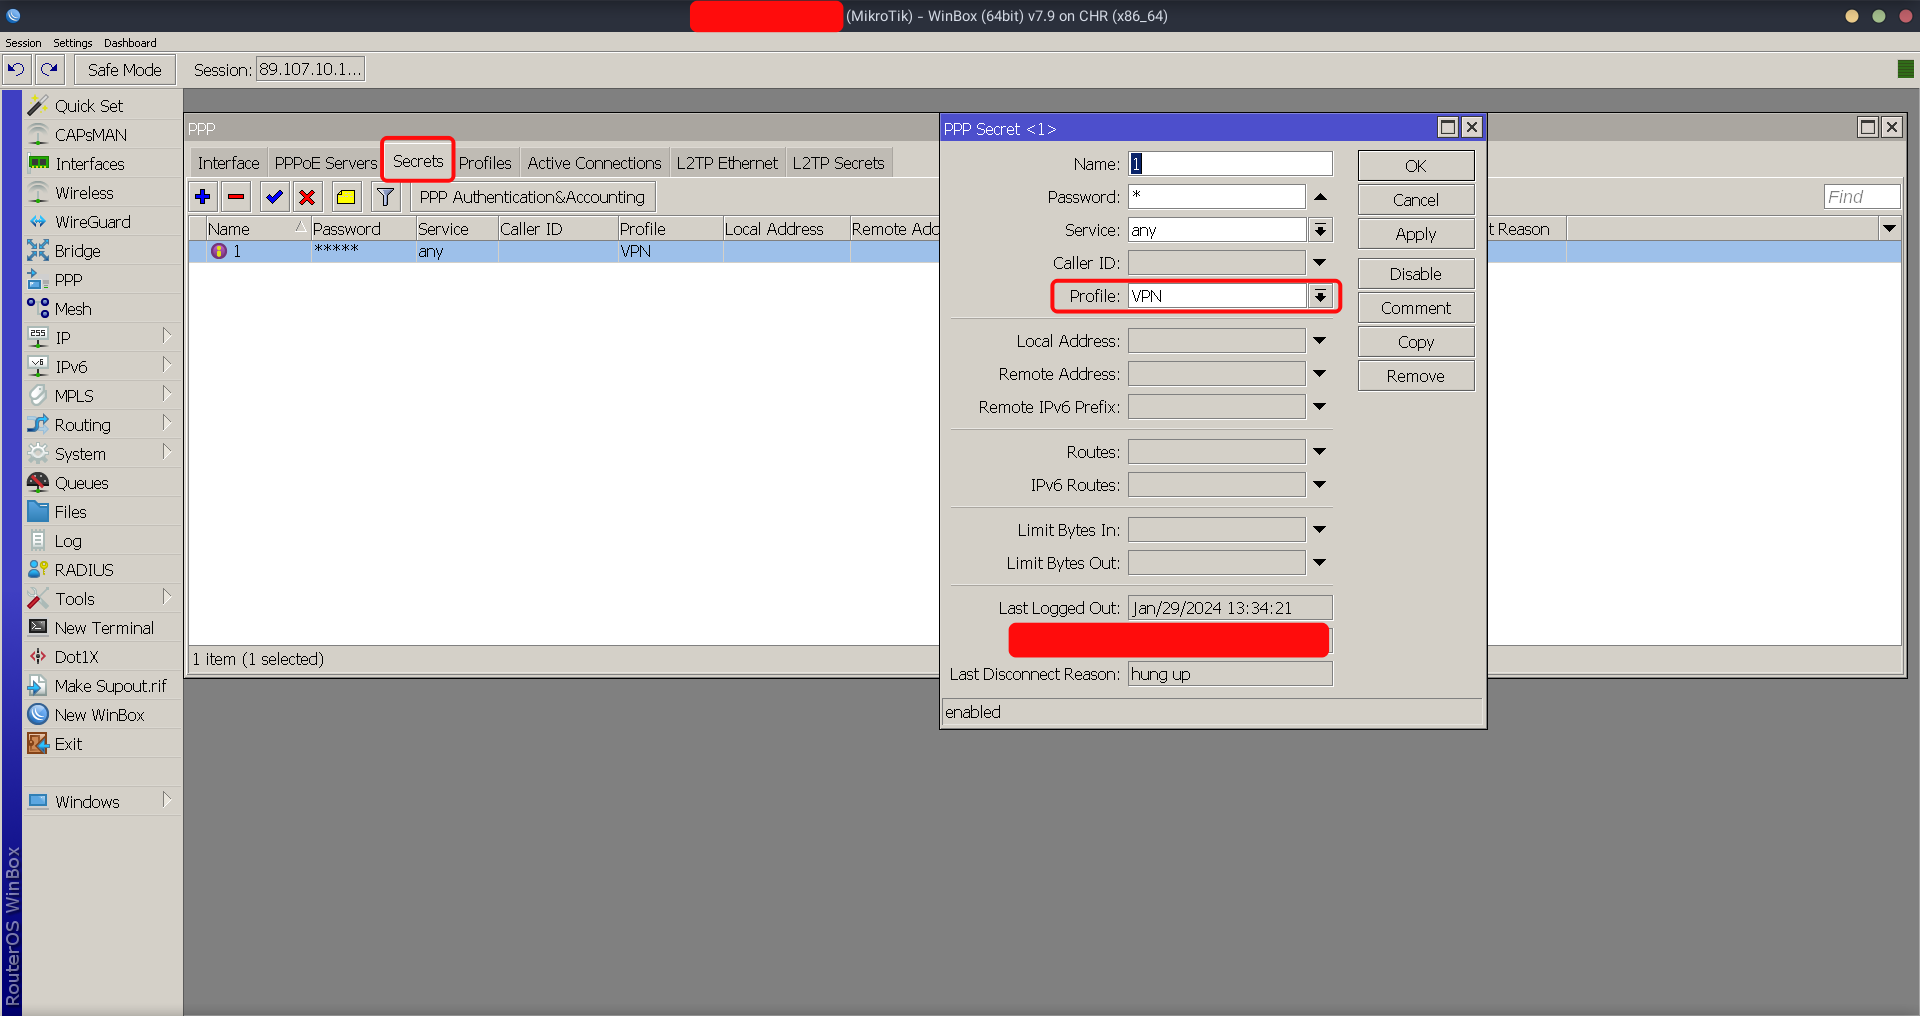 (MikroTik) - WinBox (64bit) v7.9 on CHR (x86_64)
Session Settings Dashboard
Safe Mode Session: 89.107.10.1...
Quick Set
CAPsMAN
Interfaces
Wireless
WireGuard
Bridge
PPP
Mesh
IP
IPv6
MPLS
Routing
System
Queues
Files
Log
RADIUS
Tools
New Terminal
Dot1X
Make Supout.rif
New WinBox
Exit
Windows
RouterOS WinBox
PPP
Interface PPPoE Servers Secrets Profiles Active Connections L2TP Ethernet L2TP Secrets
PPP Authentication&Accounting Find
Name Password Service Caller ID Profile Local Address Remote Add t Reason
1 ***** any VPN
1 item (1 selected)
PPP Secret <1>
Name: 1
Password: *
Service: any
Caller ID:
Profile: VPN
Local Address:
Remote Address:
Remote IPv6 Prefix:
Routes:
IPv6 Routes:
Limit Bytes In:
Limit Bytes Out:
Last Logged Out: Jan/29/2024 13:34:21
Last Disconnect Reason: hung up
enabled
OK
Cancel
Apply
Disable
Comment
Copy
Remove